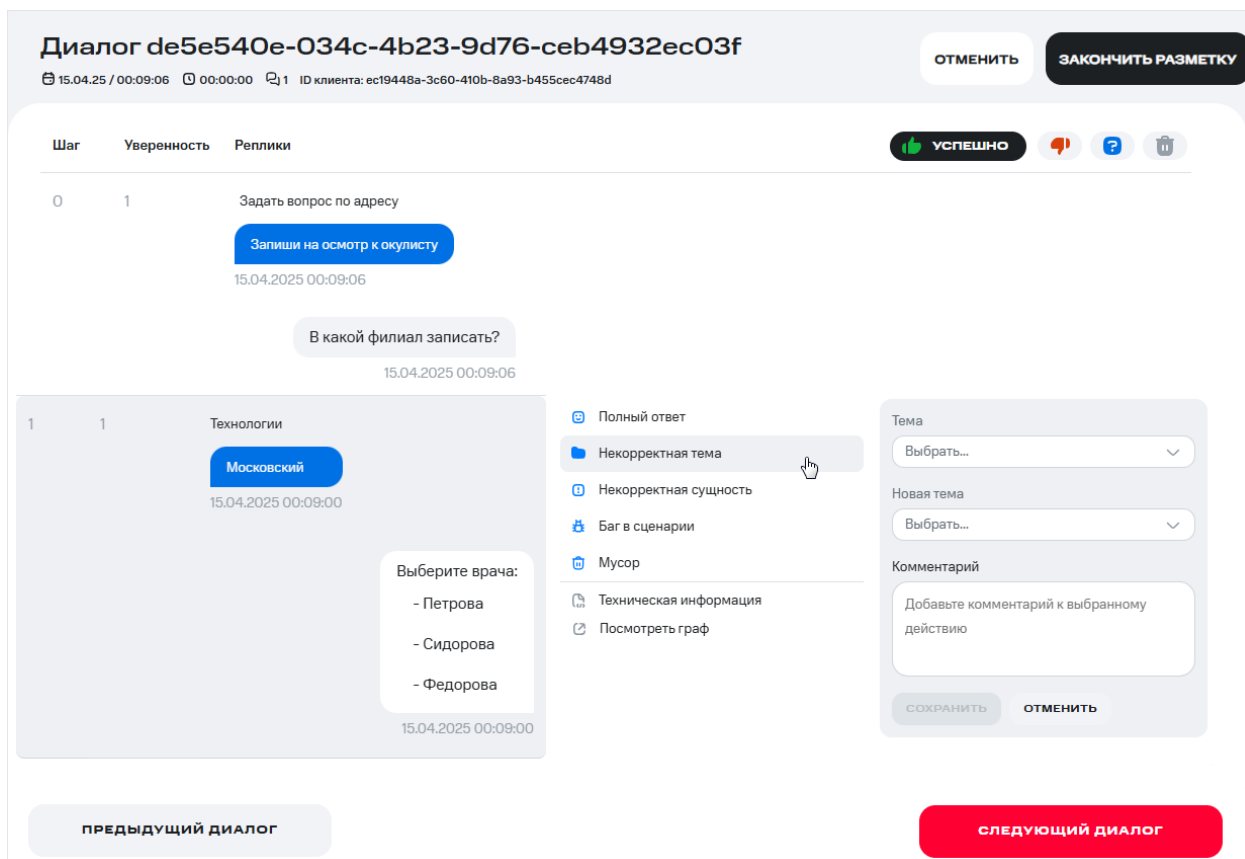 Диалог de5e540e-034c-4b23-9d76-ceb4932ec03f
ОТМЕНИТЬ
ЗАКОНЧИТЬ РАЗМЕТКУ
15.04.25 / 00:09:06 00:00:00 1 ID клиента: ec19448a-3c60-410b-8a93-b455cec4748d
Шаг Уверенность Реплики
УСПЕШНО
0 1 Задать вопрос по адресу
Запиши на осмотр к окулисту
15.04.2025 00:09:06
В какой филиал записать?
15.04.2025 00:09:06
1 1 Технологии
Московский
15.04.2025 00:09:00
Выберите врача:
- Петрова
- Сидорова
- Федорова
15.04.2025 00:09:00
Полный ответ
Некорректная тема
Некорректная сущность
Баг в сценарии
Мусор
Техническая информация
Посмотреть граф
Тема
Выбрать...
Новая тема
Выбрать...
Комментарий
Добавьте комментарий к выбранному
действию
СОХРАНИТЬ ОТМЕНИТЬ
ПРЕДЫДУЩИЙ ДИАЛОГ
СЛЕДУЮЩИЙ ДИАЛОГ